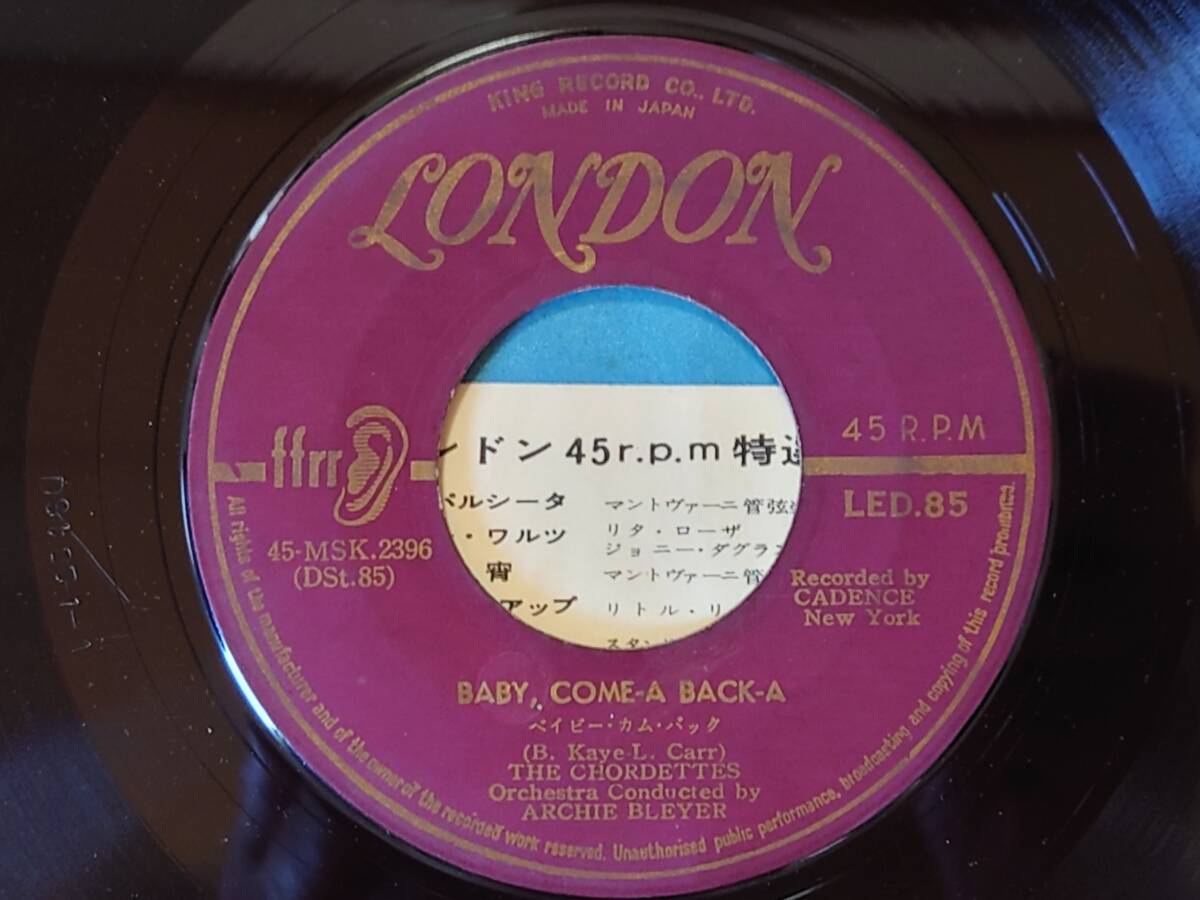 KING RECORD CO., LTD.
MADE IN JAPAN
LONDON
ffrr
45 R.P.M
LED.85
45-MSK.2396
(DSt.85)
Recorded by
CADENCE
New York
ンドン 45r.p.m 特
バルシータ マントヴァーニ管弦
・ワルツ リタ・ローザ
ジョニー・ダグラス
宵 マントヴァーニ管
アップ リトル・リ
スタン
BABY, COME-A BACK-A
ベイビー・カム・バック
(B. Kaye-L. Carr)
THE CHORDETTES
Orchestra Conducted by
ARCHIE BLEYER
All rights of the manufacturer and of the owner of the recorded work reserved. Unauthorised public performance, broadcasting and copying of this record prohibited.